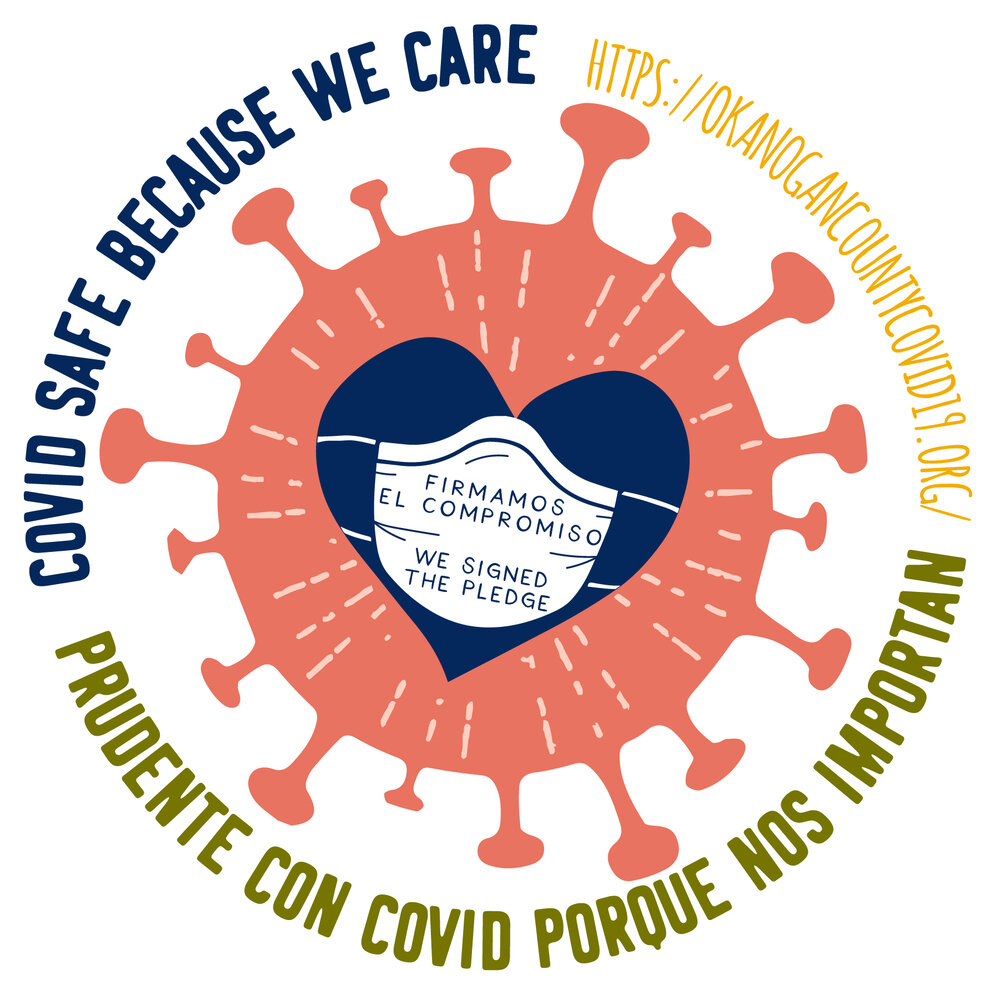 COVID SAFE BECAUSE WE CARE
HTTPS://OKANOGANCOUNTYCOVID19.ORG/
FIRMAMOS
EL COMPROMISO
WE SIGNED
THE PLEDGE
PRUDENTE CON COVID PORQUE NOS IMPORTAN